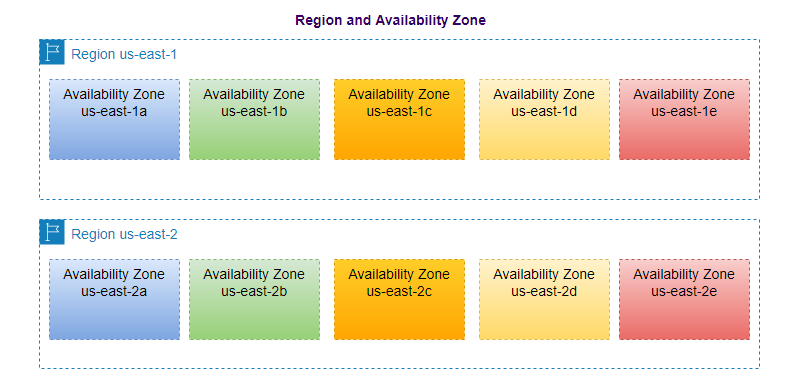 Region and Availability Zone
Region us-east-1
Availability Zone
us-east-1a
Availability Zone
us-east-1b
Availability Zone
us-east-1c
Availability Zone
us-east-1d
Availability Zone
us-east-1e
Region us-east-2
Availability Zone
us-east-2a
Availability Zone
us-east-2b
Availability Zone
us-east-2c
Availability Zone
us-east-2d
Availability Zone
us-east-2e